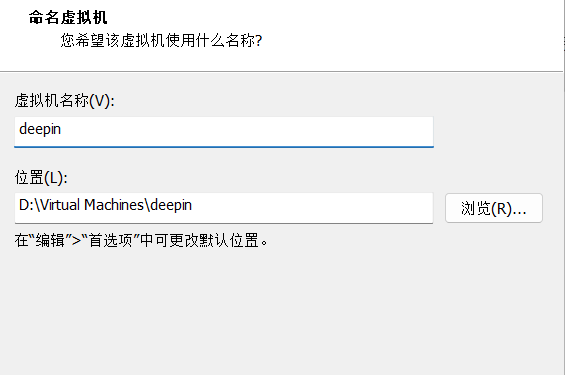 命名虚拟机
您希望该虚拟机使用什么名称?
虚拟机名称(V):
deepin
位置(L):
D:\Virtual Machines\deepin
浏览(R)...
在“编辑”>“首选项”中可更改默认位置。